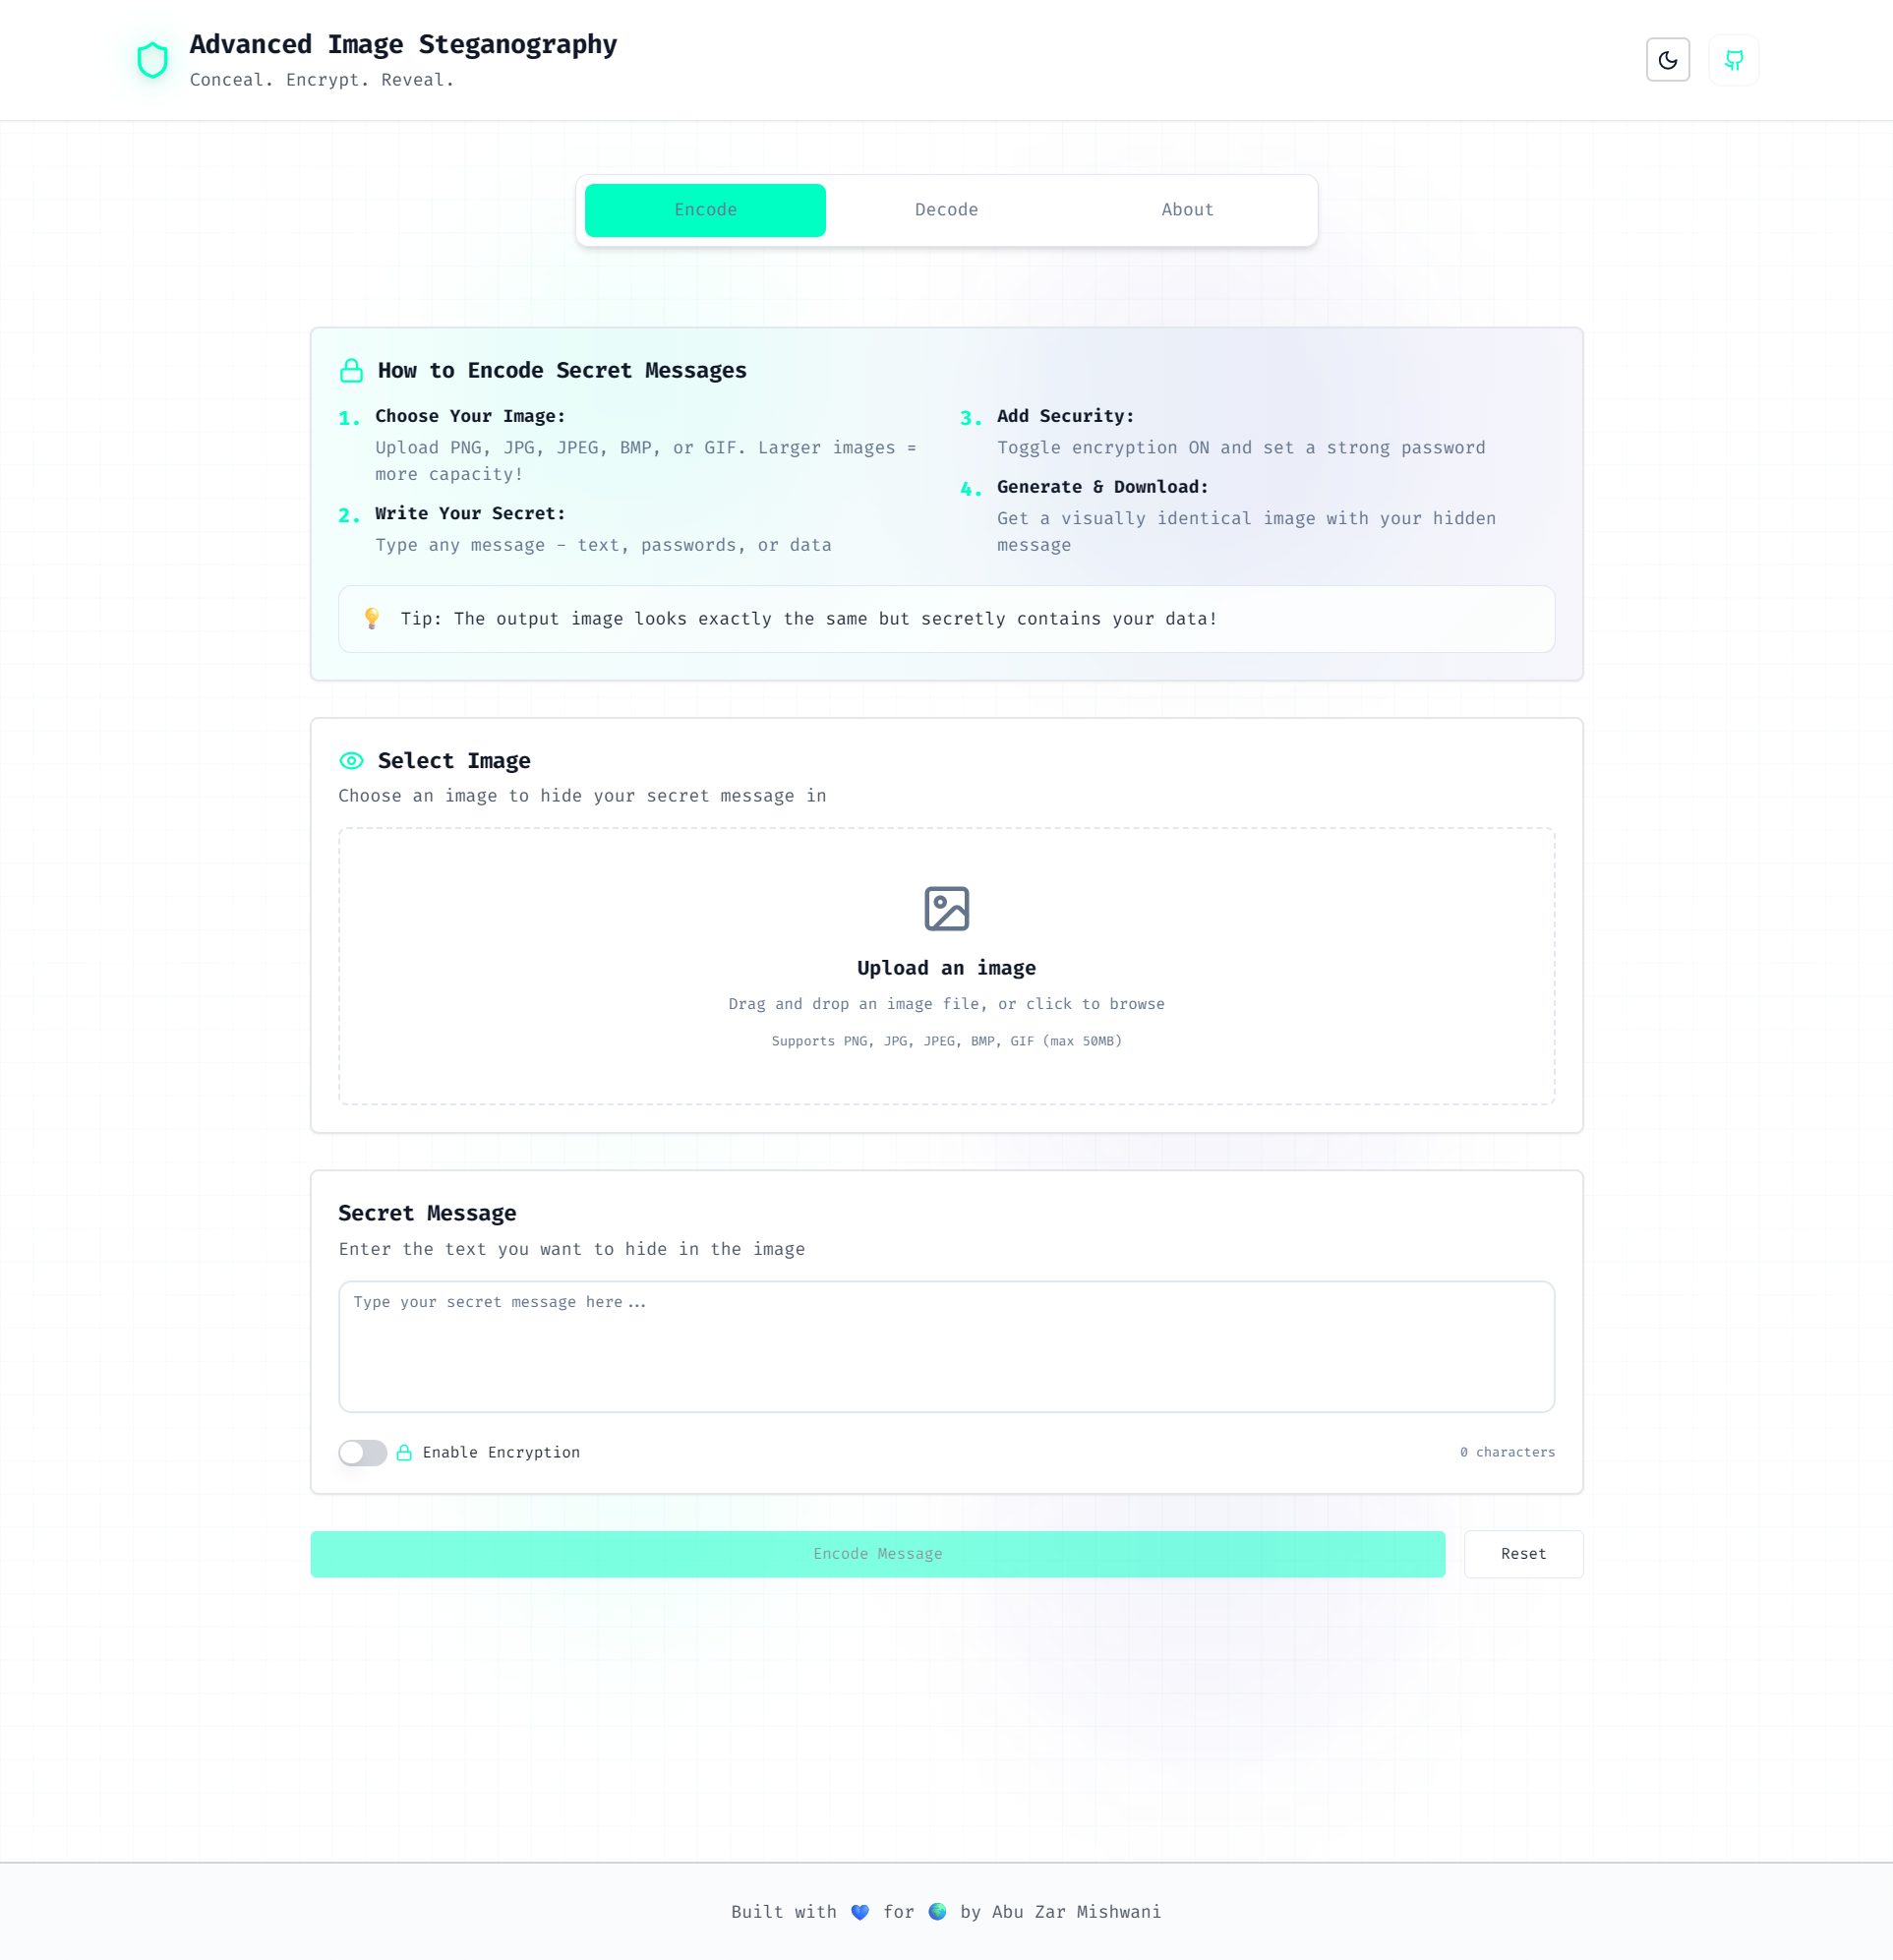 Advanced Image Steganography
Conceal. Encrypt. Reveal.
Encode
Decode
About
How to Encode Secret Messages
1. Choose Your Image:
Upload PNG, JPG, JPEG, BMP, or GIF. Larger images =
more capacity!
2. Write Your Secret:
Type any message - text, passwords, or data
3. Add Security:
Toggle encryption ON and set a strong password
4. Generate & Download:
Get a visually identical image with your hidden
message
Tip: The output image looks exactly the same but secretly contains your data!
Select Image
Choose an image to hide your secret message in
Upload an image
Drag and drop an image file, or click to browse
Supports PNG, JPG, JPEG, BMP, GIF (max 50MB)
Secret Message
Enter the text you want to hide in the image
Type your secret message here...
Enable Encryption
0 characters
Encode Message
Reset
Built with 💙 for 🌍 by Abu Zar Mishwani